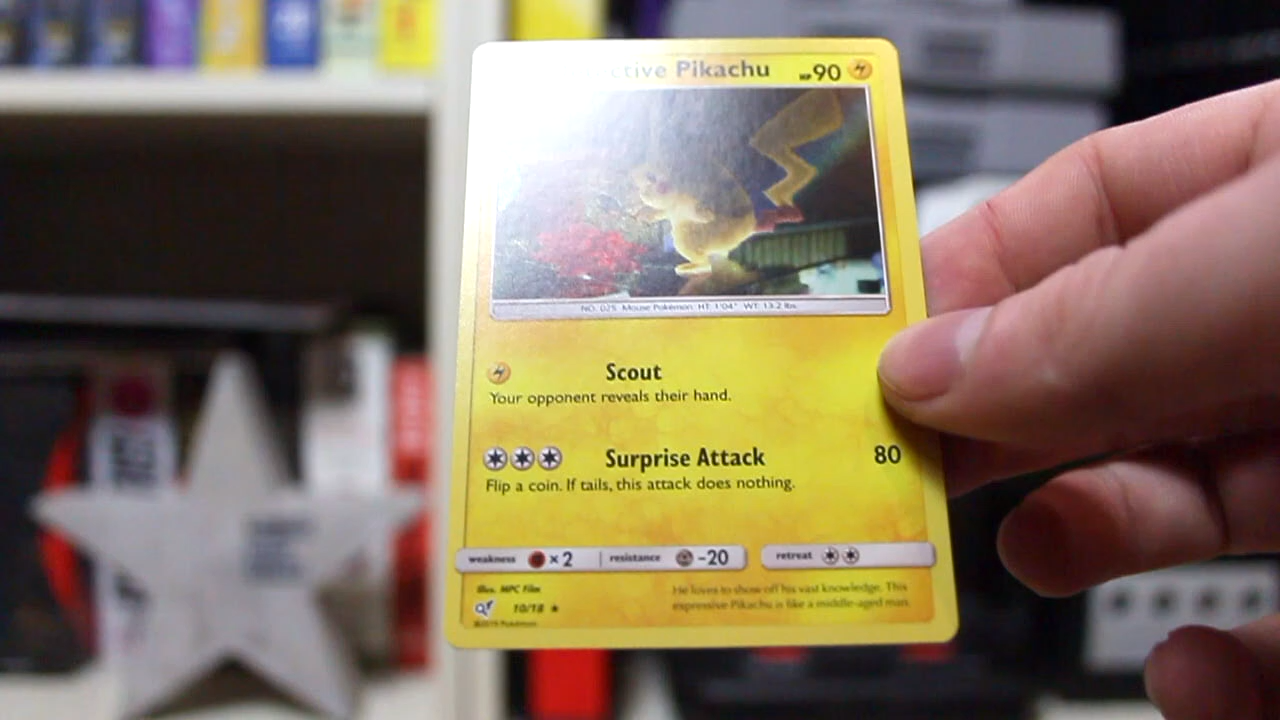 ctive Pikachu HP 90
NO. 025 Mouse Pokémon HT: 1'04" WT: 13.2 lbs.
Scout
Your opponent reveals their hand.
Surprise Attack 80
Flip a coin. If tails, this attack does nothing.
weakness ×2 resistance -20 retreat
Illus. MPC Film
10/18 ★
©2019 Pokémon
He loves to show off his vast knowledge. This
expressive Pikachu is like a middle-aged man.